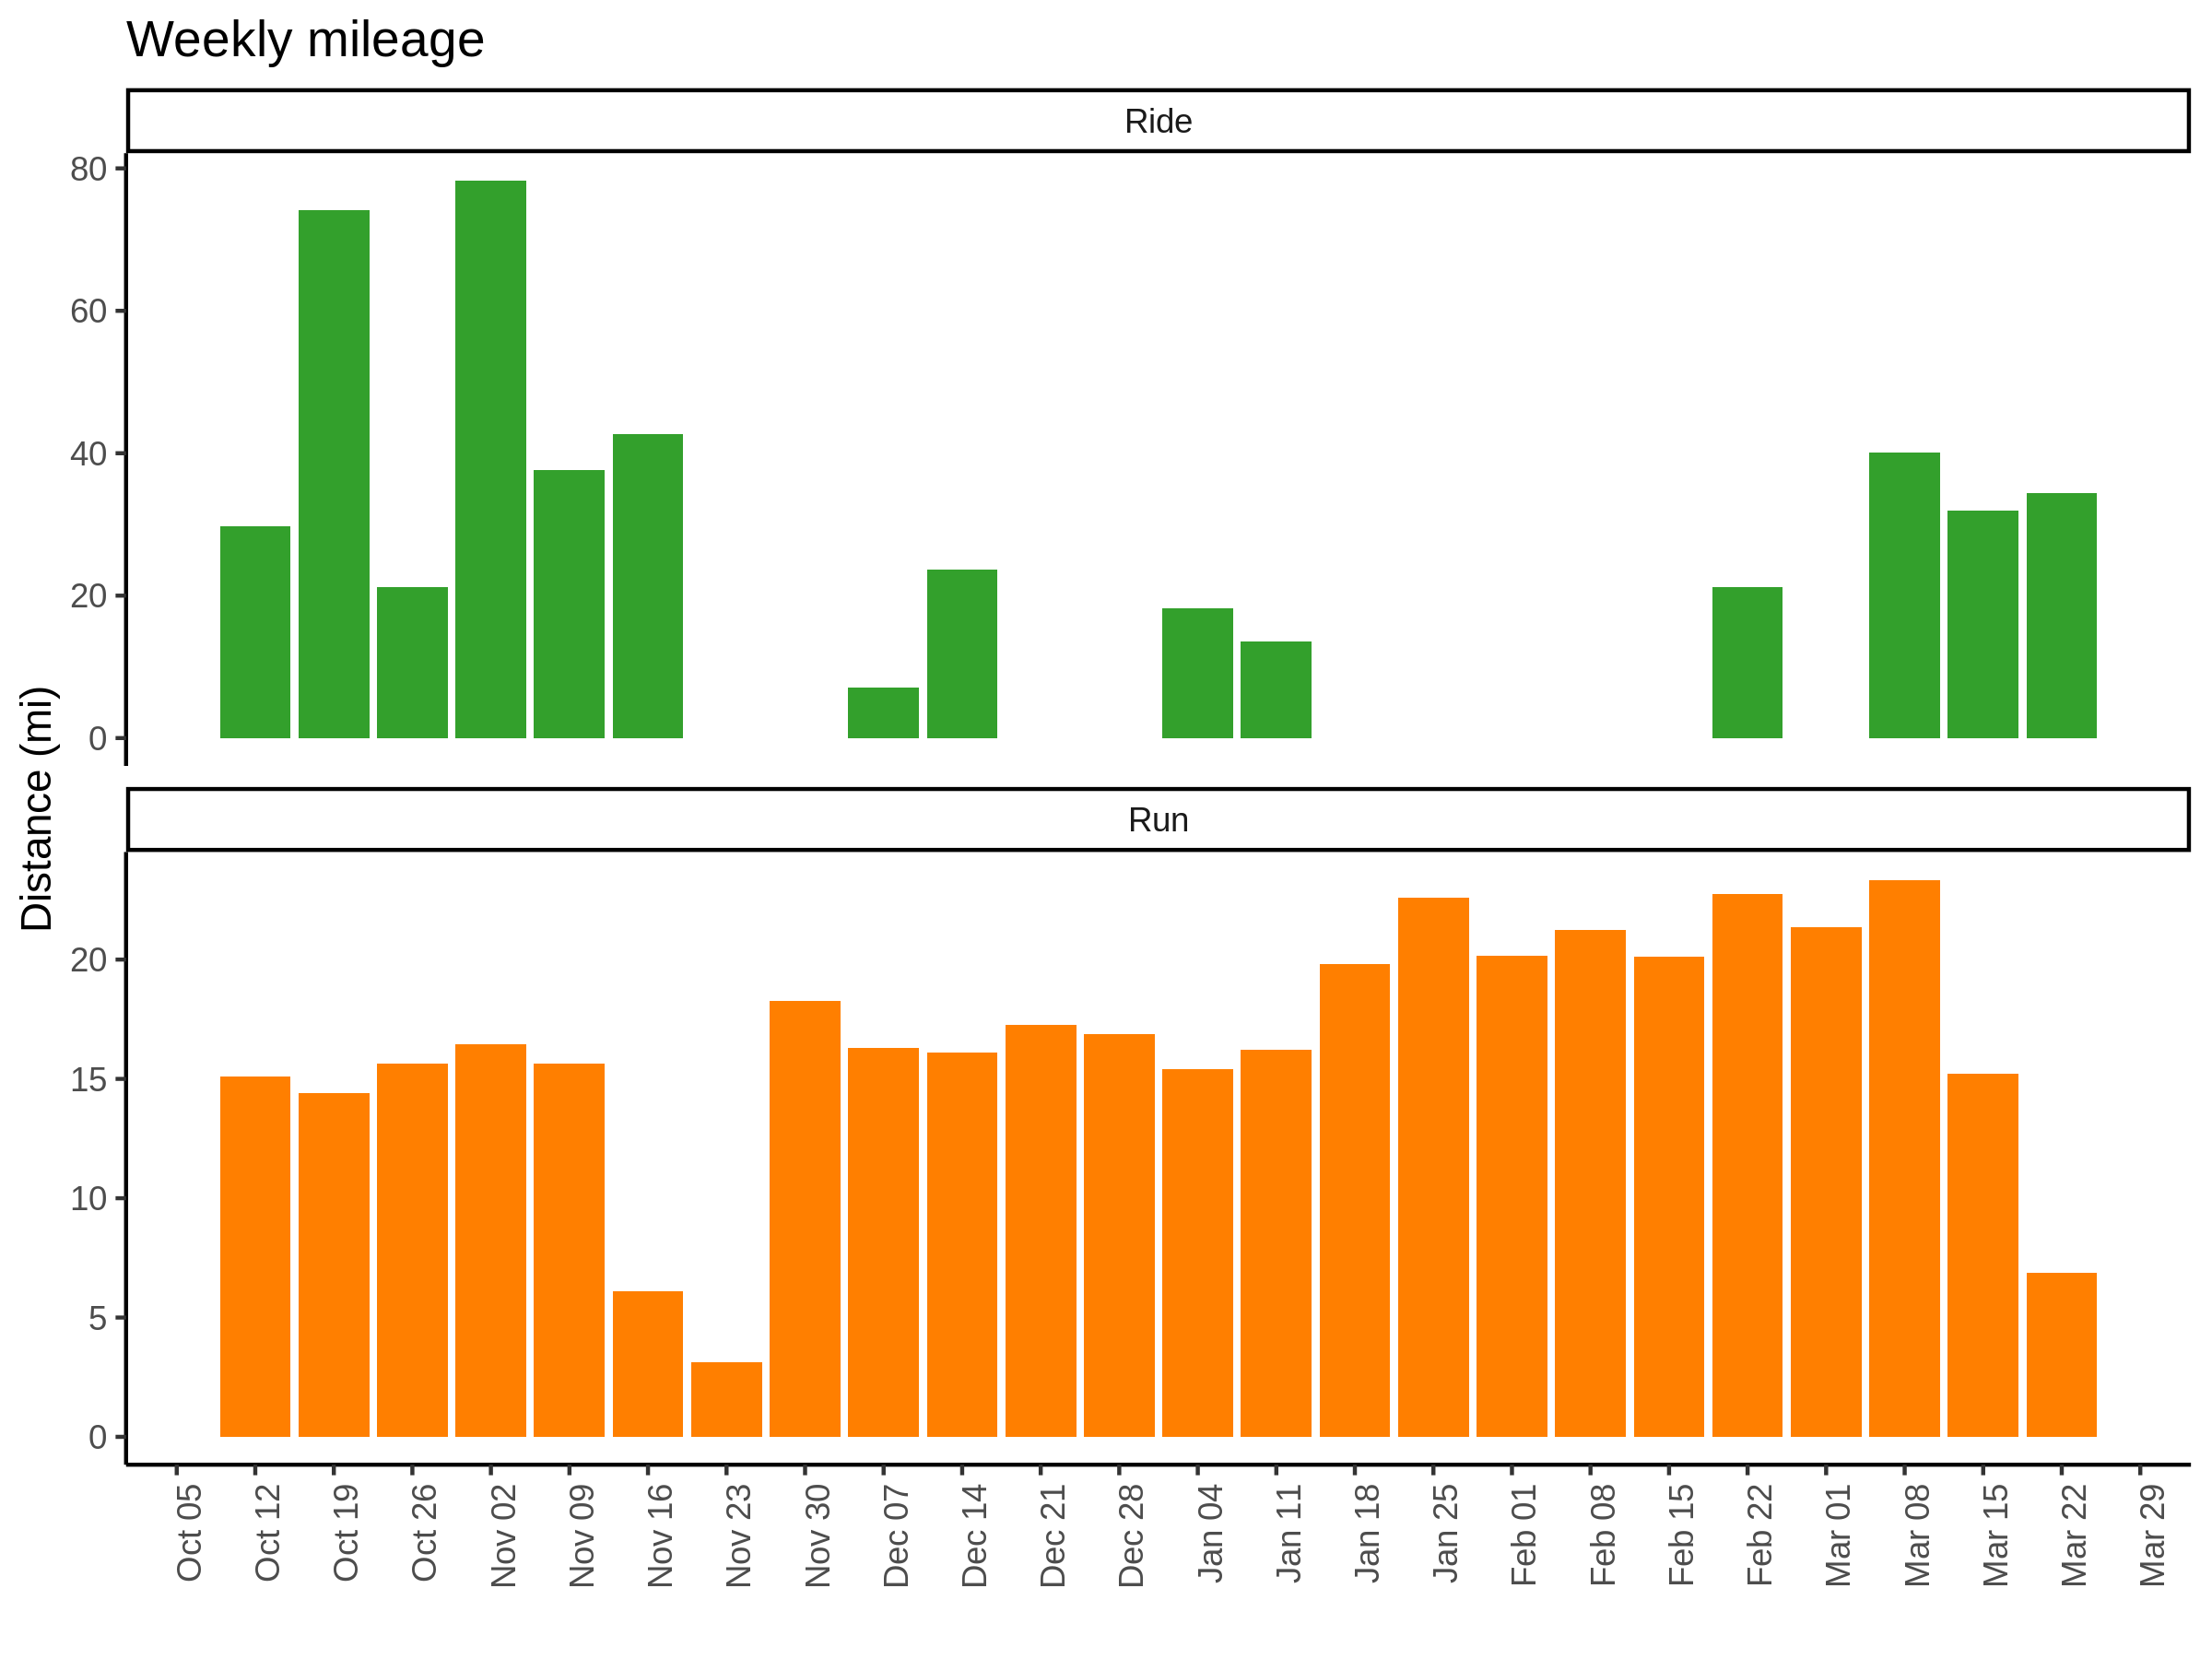 Weekly mileage
Ride
80
60
40
20
0
Distance (mi)
Run
20
15
10
5
0
Oct 05
Oct 12
Oct 19
Oct 26
Nov 02
Nov 09
Nov 16
Nov 23
Nov 30
Dec 07
Dec 14
Dec 21
Dec 28
Jan 04
Jan 11
Jan 18
Jan 25
Feb 01
Feb 08
Feb 15
Feb 22
Mar 01
Mar 08
Mar 15
Mar 22
Mar 29